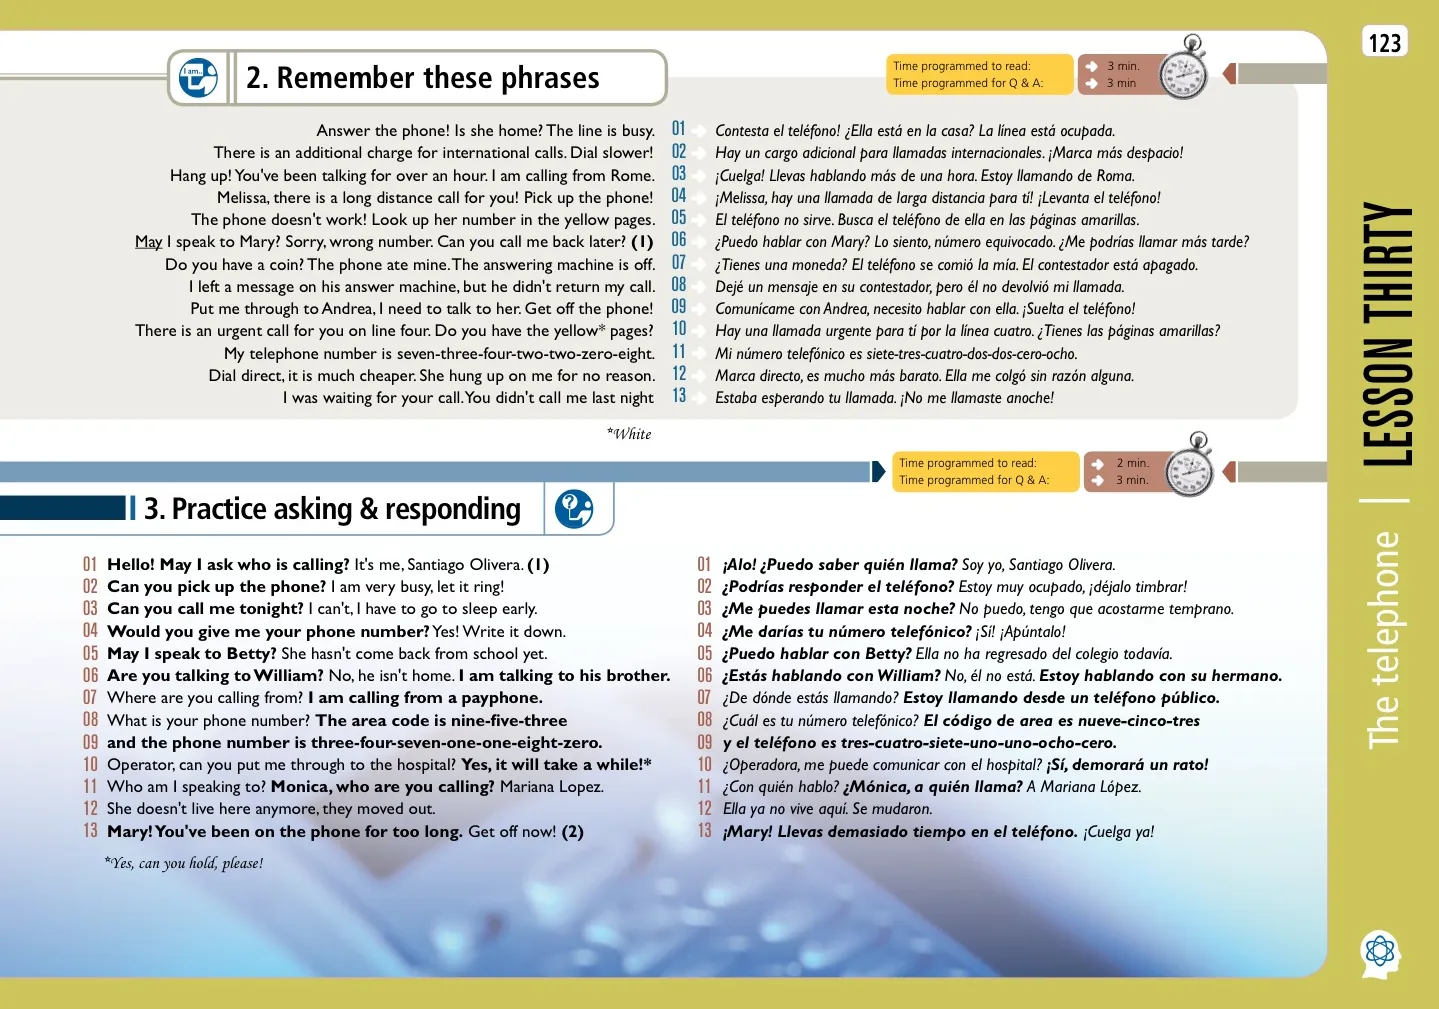 123
I am..
2. Remember these phrases
Time programmed to read: 3 min.
Time programmed for Q & A: 3 min
Answer the phone! Is she home? The line is busy. 01 Contesta el teléfono! ¿Ella está en la casa? La línea está ocupada.
There is an additional charge for international calls. Dial slower! 02 Hay un cargo adicional para llamadas internacionales. ¡Marca más despacio!
Hang up! You've been talking for over an hour. I am calling from Rome. 03 ¡Cuelga! Llevas hablando más de una hora. Estoy llamando de Roma.
Melissa, there is a long distance call for you! Pick up the phone! 04 ¡Melissa, hay una llamada de larga distancia para tí! ¡Levanta el teléfono!
The phone doesn't work! Look up her number in the yellow pages. 05 El teléfono no sirve. Busca el teléfono de ella en las páginas amarillas.
May I speak to Mary? Sorry, wrong number. Can you call me back later? (1) 06 ¿Puedo hablar con Mary? Lo siento, número equivocado. ¿Me podrías llamar más tarde?
Do you have a coin? The phone ate mine. The answering machine is off. 07 ¿Tienes una moneda? El teléfono se comió la mía. El contestador está apagado.
I left a message on his answer machine, but he didn't return my call. 08 Dejé un mensaje en su contestador, pero él no devolvió mi llamada.
Put me through to Andrea, I need to talk to her. Get off the phone! 09 Comunícame con Andrea, necesito hablar con ella. ¡Suelta el teléfono!
There is an urgent call for you on line four. Do you have the yellow* pages? 10 Hay una llamada urgente para tí por la línea cuatro. ¿Tienes las páginas amarillas?
My telephone number is seven-three-four-two-two-zero-eight. 11 Mi número telefónico es siete-tres-cuatro-dos-dos-cero-ocho.
Dial direct, it is much cheaper. She hung up on me for no reason. 12 Marca directo, es mucho más barato. Ella me colgó sin razón alguna.
I was waiting for your call. You didn't call me last night 13 Estaba esperando tu llamada. ¡No me llamaste anoche!
*White
Time programmed to read: 2 min.
Time programmed for Q & A: 3 min.
3. Practice asking & responding
?
01 Hello! May I ask who is calling? It's me, Santiago Olivera. (1) 01 ¡Alo! ¿Puedo saber quién llama? Soy yo, Santiago Olivera.
02 Can you pick up the phone? I am very busy, let it ring! 02 ¿Podrías responder el teléfono? Estoy muy ocupado, ¡déjalo timbrar!
03 Can you call me tonight? I can't, I have to go to sleep early. 03 ¿Me puedes llamar esta noche? No puedo, tengo que acostarme temprano.
04 Would you give me your phone number? Yes! Write it down. 04 ¿Me darías tu número telefónico? ¡Sí! ¡Apúntalo!
05 May I speak to Betty? She hasn't come back from school yet. 05 ¿Puedo hablar con Betty? Ella no ha regresado del colegio todavía.
06 Are you talking to William? No, he isn't home. I am talking to his brother. 06 ¿Estás hablando con William? No, él no está. Estoy hablando con su hermano.
07 Where are you calling from? I am calling from a payphone. 07 ¿De dónde estás llamando? Estoy llamando desde un teléfono público.
08 What is your phone number? The area code is nine-five-three 08 ¿Cuál es tu número telefónico? El código de area es nueve-cinco-tres
09 and the phone number is three-four-seven-one-one-eight-zero. 09 y el teléfono es tres-cuatro-siete-uno-uno-ocho-cero.
10 Operator, can you put me through to the hospital? Yes, it will take a while!* 10 ¿Operadora, me puede comunicar con el hospital? ¡Sí, demorará un rato!
11 Who am I speaking to? Monica, who are you calling? Mariana Lopez. 11 ¿Con quién hablo? ¿Mónica, a quién llama? A Mariana López.
12 She doesn't live here anymore, they moved out. 12 Ella ya no vive aquí. Se mudaron.
13 Mary! You've been on the phone for too long. Get off now! (2) 13 ¡Mary! Llevas demasiado tiempo en el teléfono. ¡Cuelga ya!
*Yes, can you hold, please!
The telephone | LESSON THIRTY